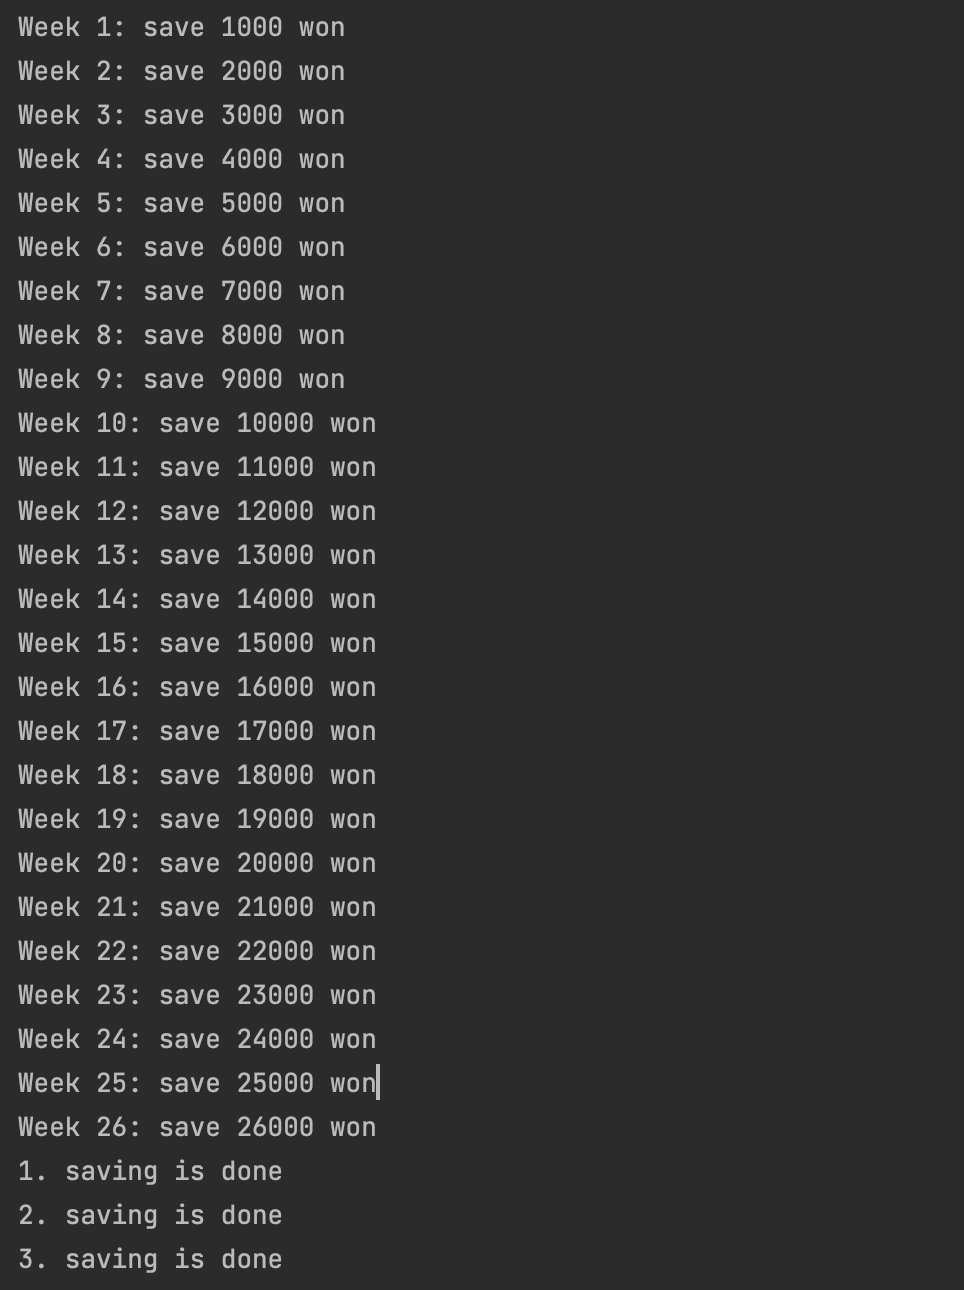 Week 1: save 1000 won
Week 2: save 2000 won
Week 3: save 3000 won
Week 4: save 4000 won
Week 5: save 5000 won
Week 6: save 6000 won
Week 7: save 7000 won
Week 8: save 8000 won
Week 9: save 9000 won
Week 10: save 10000 won
Week 11: save 11000 won
Week 12: save 12000 won
Week 13: save 13000 won
Week 14: save 14000 won
Week 15: save 15000 won
Week 16: save 16000 won
Week 17: save 17000 won
Week 18: save 18000 won
Week 19: save 19000 won
Week 20: save 20000 won
Week 21: save 21000 won
Week 22: save 22000 won
Week 23: save 23000 won
Week 24: save 24000 won
Week 25: save 25000 won
Week 26: save 26000 won
1. saving is done
2. saving is done
3. saving is done